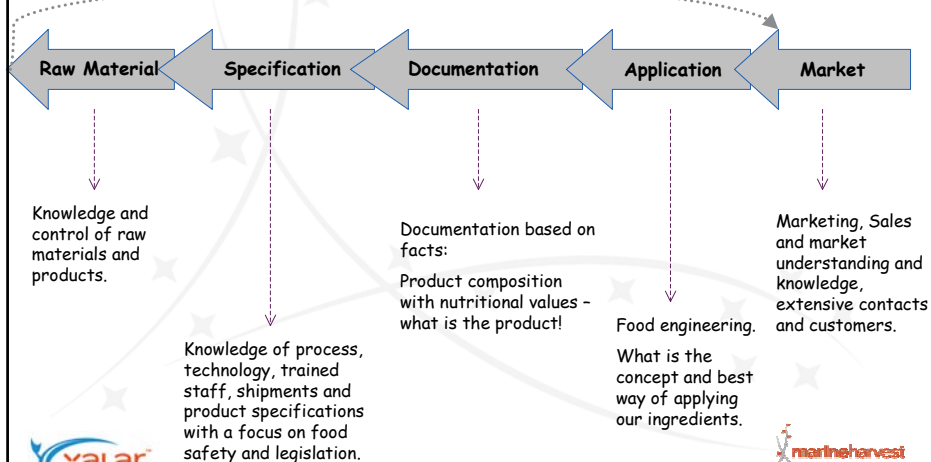 Raw Material
Specification
Documentation
Application
Market
Knowledge and
control of raw
materials and
products.
Knowledge of process,
technology, trained
staff, shipments and
product specifications
with a focus on food
safety and legislation.
Documentation based on
facts:
Product composition
with nutritional values –
what is the product!
Food engineering.
What is the
concept and best
way of applying
our ingredients.
Marketing, Sales
and market
understanding and
knowledge,
extensive contacts
and customers.
marineharvest